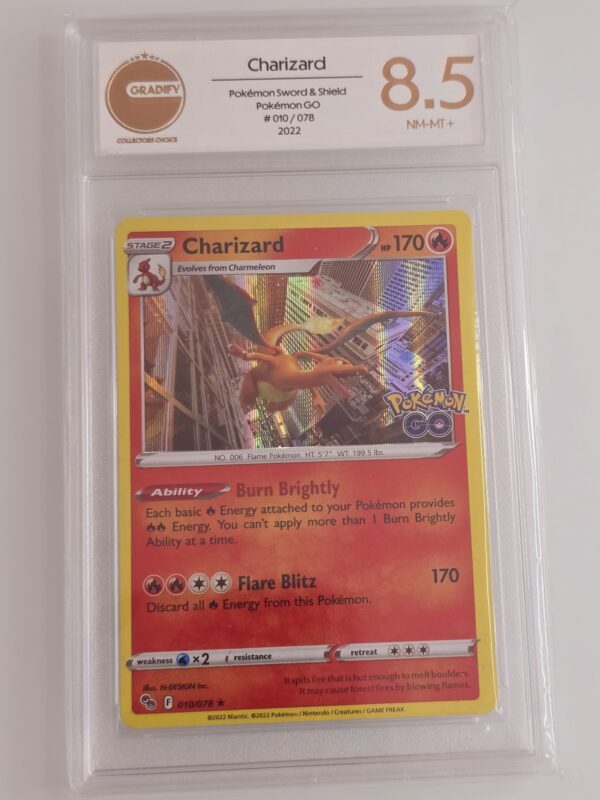 GRADIFY
COLLECTORS CHOICE
Charizard
Pokémon Sword & Shield
Pokémon GO
# 010 / 078
2022
8.5
NM-MT+
STAGE2
Charizard
HP 170
Evolves from Charmeleon
Pokémon
GO
NO. 006 Flame Pokémon HT: 5'7" WT: 199.5 lbs.
Ability Burn Brightly
Each basic Energy attached to your Pokémon provides
Energy. You can't apply more than 1 Burn Brightly
Ability at a time.
Flare Blitz 170
Discard all Energy from this Pokémon.
weakness ×2 resistance retreat
It spits fire that is hot enough to melt boulders.
It may cause forest fires by blowing flames.
Illus. N-DESIGN Inc.
F 010/078 ★
©2022 Niantic. ©2022 Pokémon / Nintendo / Creatures / GAME FREAK.